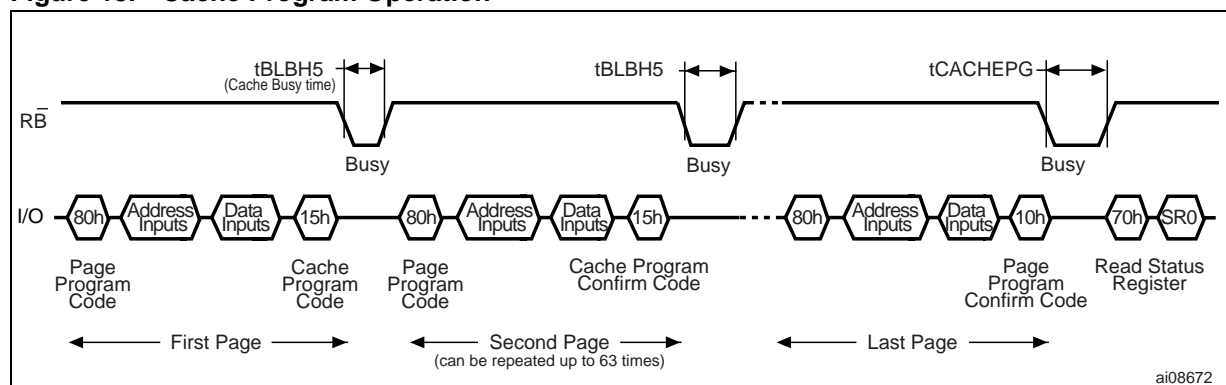 Figure 15. Cache Program Operation
tBLBH5
(Cache Busy time)
tBLBH5
tCACHEPG
RB
Busy
Busy
Busy
I/O
80h
Address
Inputs
Data
Inputs
15h
80h
Address
Inputs
Data
Inputs
15h
80h
Address
Inputs
Data
Inputs
10h
70h
SR0
Page
Program
Code
Cache
Program
Code
Page
Program
Code
Cache Program
Confirm Code
Page
Program
Confirm Code
Read Status
Register
First Page
Second Page
(can be repeated up to 63 times)
Last Page
ai08672